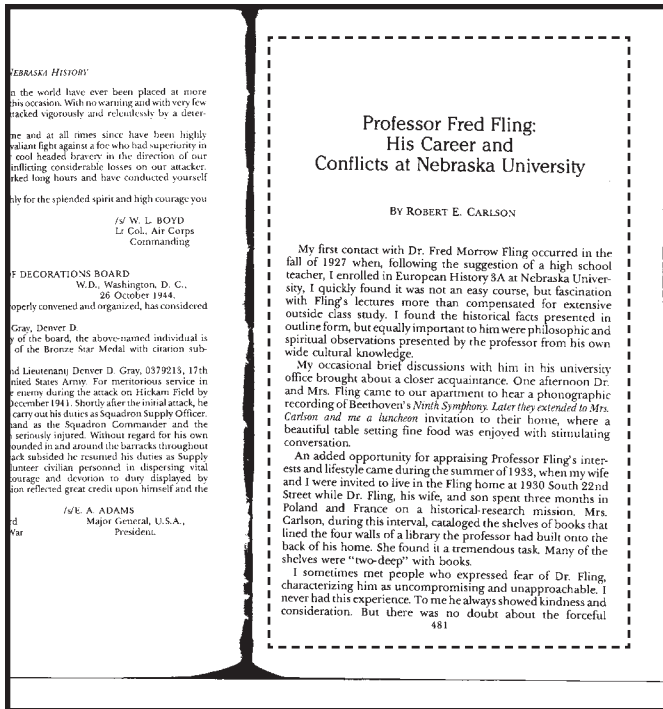 NEBRASKA HISTORY
n the world have ever been placed at more
this occasion. With no warning and with very few
tacked vigorously and relentlessly by a deter-
me and at all times since have been highly
valiant fight against a foe who had superiority in
cool headed bravery in the direction of our
inflicting considerable losses on our attacker.
rked long hours and have conducted yourself
hly for the splended spirit and high courage you
/s/ W. L. BOYD
Lt Col., Air Corps
Commanding
F DECORATIONS BOARD
W.D., Washington, D. C.,
26 October 1944.
operly convened and organized, has considered
Gray, Denver D.
y of the board, the above-named individual is
of the Bronze Star Medal with citation sub-
nd Lieutenant Denver D. Gray, 0379213, 17th
nited States Army. For meritorious service in
e enemy during the attack on Hickam Field by
December 1941. Shortly after the initial attack, he
carry out his duties as Squadron Supply Officer.
hand as the Squadron Commander and the
seriously injured. Without regard for his own
ounded in and around the barracks throughout
ack subsided he resumed his duties as Supply
lunteer civilian personnel in dispersing vital
ourage and devotion to duty displayed by
ion reflected great credit upon himself and the
/s/E. A. ADAMS
rd Major General, U.S.A.,
War President.
Professor Fred Fling:
His Career and
Conflicts at Nebraska University
BY ROBERT E. CARLSON
My first contact with Dr. Fred Morrow Fling occurred in the
fall of 1927 when, following the suggestion of a high school
teacher, I enrolled in European History 3A at Nebraska Univer-
sity, I quickly found it was not an easy course, but fascination
with Fling's lectures more than compensated for extensive
outside class study. I found the historical facts presented in
outline form, but equally important to him were philosophic and
spiritual observations presented by the professor from his own
wide cultural knowledge.
My occasional brief discussions with him in his university
office brought about a closer acquaintance. One afternoon Dr.
and Mrs. Fling came to our apartment to hear a phonographic
recording of Beethoven's Ninth Symphony. Later they extended to Mrs.
Carlson and me a luncheon invitation to their home, where a
beautiful table setting fine food was enjoyed with stimulating
conversation.
An added opportunity for appraising Professor Fling's inter-
ests and lifestyle came during the summer of 1933, when my wife
and I were invited to live in the Fling home at 1930 South 22nd
Street while Dr. Fling, his wife, and son spent three months in
Poland and France on a historical-research mission. Mrs.
Carlson, during this interval, cataloged the shelves of books that
lined the four walls of a library the professor had built onto the
back of his home. She found it a tremendous task. Many of the
shelves were "two-deep" with books.
I sometimes met people who expressed fear of Dr. Fling,
characterizing him as uncompromising and unapproachable. I
never had this experience. To me he always showed kindness and
consideration. But there was no doubt about the forceful
481